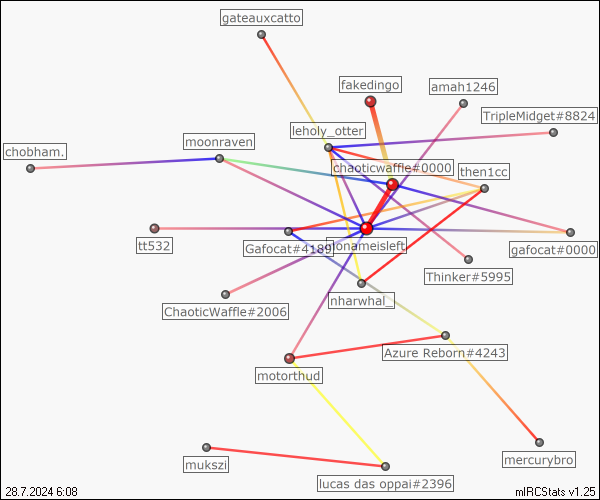 gateauxcatto
fakedingo
amah1246
TripleMidget#8824
leholy_otter
moonraven
chobham.
chaoticwaffle#0000
then1cc
tt532
Gafocat#4189
nonameisleft
gafocat#0000
Thinker#5995
ChaoticWaffle#2006
nharwhal_
Azure Reborn#4243
motorthud
mukszi
mercurybro
lucas das oppai#2396
28.7.2024 6:08
mIRCStats v1.25